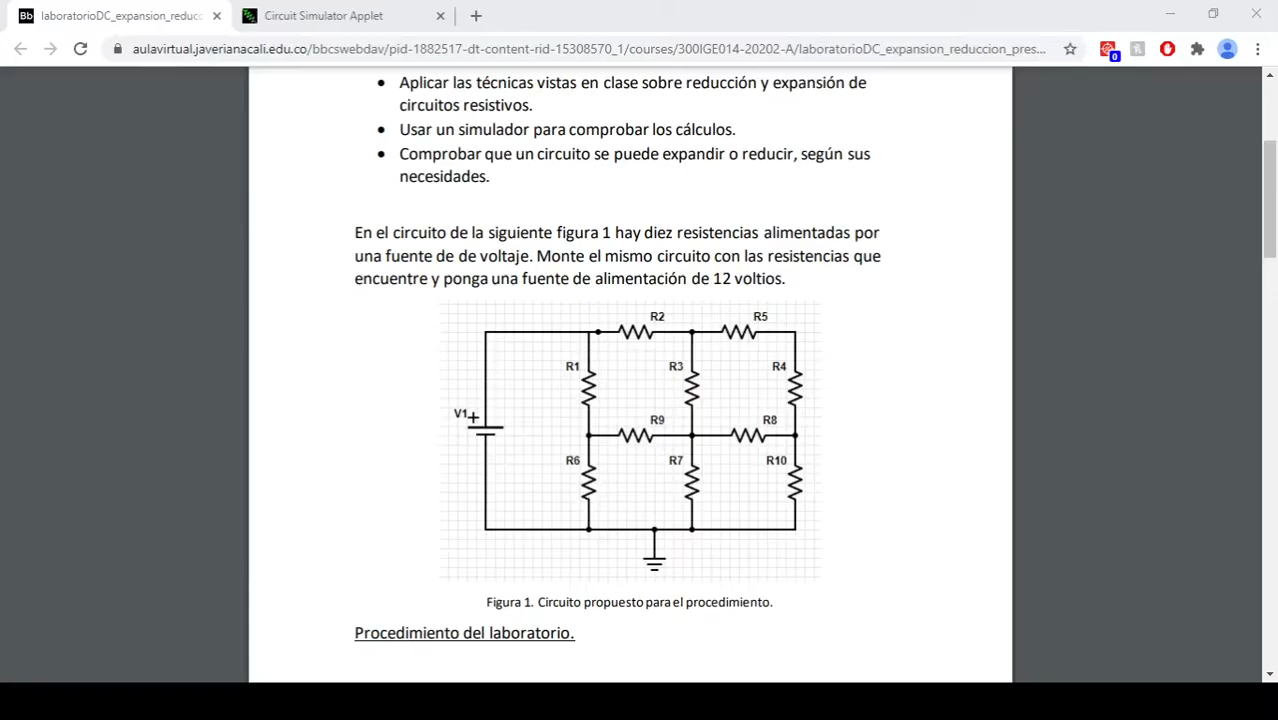 laboratorioDC_expansion_reducc
Circuit Simulator Applet
aulavirtual.javerianacali.edu.co/bbcswebdav/pid-1882517-dt-content-rid-15308570_1/courses/300IGE014-20202-A/laboratorioDC_expansion_reduccion_pres...
0
• Aplicar las técnicas vistas en clase sobre reducción y expansión de
circuitos resistivos.
• Usar un simulador para comprobar los cálculos.
• Comprobar que un circuito se puede expandir o reducir, según sus
necesidades.
En el circuito de la siguiente figura 1 hay diez resistencias alimentadas por
una fuente de de voltaje. Monte el mismo circuito con las resistencias que
encuentre y ponga una fuente de alimentación de 12 voltios.
R2 R5
R1 R3 R4
V1 +
R9 R8
R6 R7 R10
Figura 1. Circuito propuesto para el procedimiento.
Procedimiento del laboratorio.